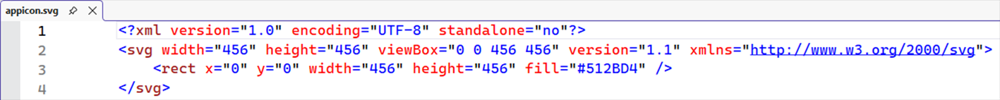 appicon.svg
1 <?xml version="1.0" encoding="UTF-8" standalone="no"?>
2 <svg width="456" height="456" viewBox="0 0 456 456" version="1.1" xmlns="http://www.w3.org/2000/svg">
3 <rect x="0" y="0" width="456" height="456" fill="#512BD4" />
4 </svg>